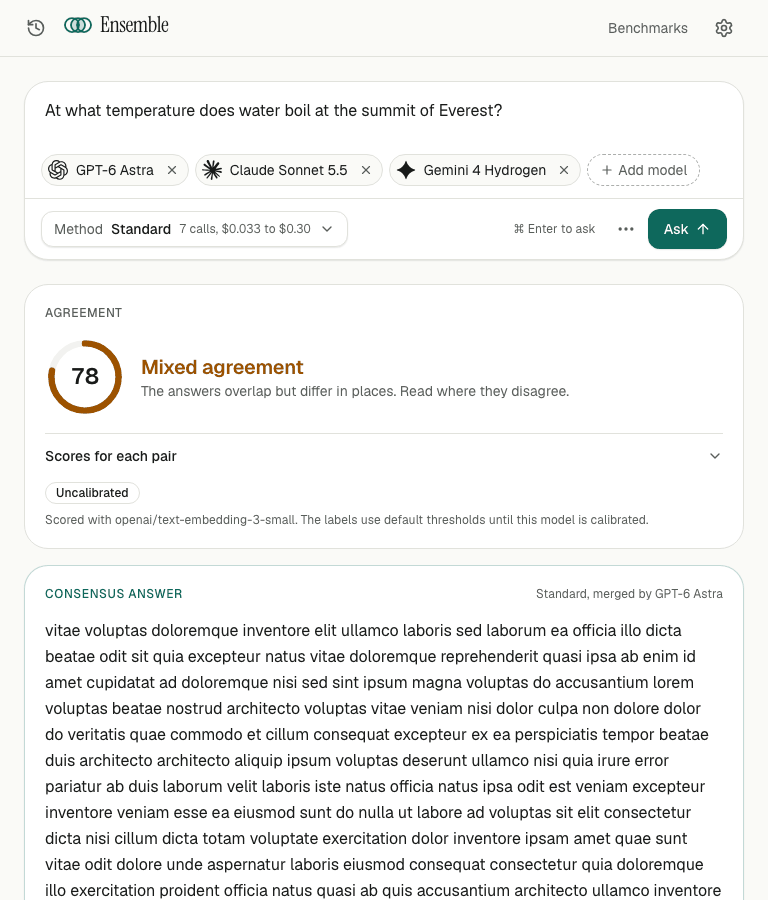 Ensemble
Benchmarks
At what temperature does water boil at the summit of Everest?
GPT-6 Astra
Claude Sonnet 5.5
Gemini 4 Hydrogen
+ Add model
Method Standard 7 calls, $0.033 to $0.30
⌘ Enter to ask
Ask ↑
AGREEMENT
78
Mixed agreement
The answers overlap but differ in places. Read where they disagree.
Scores for each pair
Uncalibrated
Scored with openai/text-embedding-3-small. The labels use default thresholds until this model is calibrated.
CONSENSUS ANSWER
Standard, merged by GPT-6 Astra
vitae voluptas doloremque inventore elit ullamco laboris sed laborum ea officia illo dicta
beatae odit sit quia excepteur natus vitae doloremque reprehenderit quasi ipsa ab enim id
amet cupidatat ad doloremque nisi sed sint ipsum magna voluptas do accusantium lorem
voluptas beatae nostrud architecto voluptas vitae veniam nisi dolor culpa non dolore dolor
do veritatis quae commodo et cillum consequat excepteur ex ea perspiciatis tempor beatae
duis architecto architecto aliquip ipsum voluptas deserunt ullamco nisi quia irure error
pariatur ab duis laborum velit laboris iste natus officia natus ipsa odit est veniam excepteur
inventore veniam esse ea eiusmod sunt do nulla ut labore ad voluptas sit elit consectetur
dicta nisi cillum dicta totam voluptate exercitation dolor inventore ipsam amet quae sunt
vitae odit dolore unde aspernatur laboris eiusmod consequat consectetur quia doloremque
illo exercitation proident officia natus quasi ab quis accusantium architecto ullamco inventore